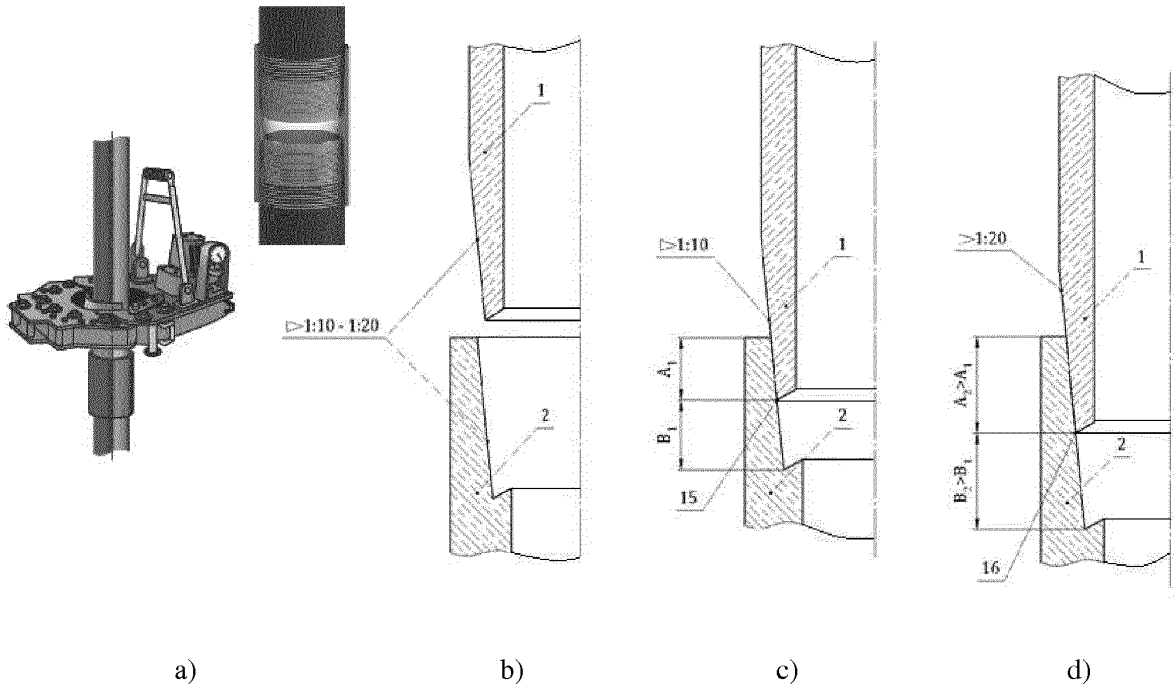 1
▷1:10 - 1:20
2
b)
▷1:10
1
A₁
B₁
2
15
c)
>1:20
1
A₂>A₁
B₂>B₁
2
16
d)
a)